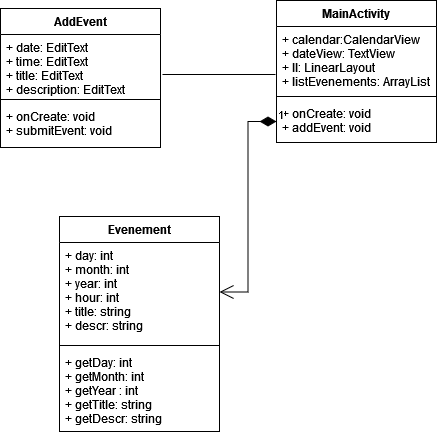 AddEvent
+ date: EditText
+ time: EditText
+ title: EditText
+ description: EditText
+ onCreate: void
+ submitEvent: void
MainActivity
+ calendar:CalendarView
+ dateView: TextView
+ ll: LinearLayout
+ listEvenements: ArrayList
1
+ onCreate: void
+ addEvent: void
Evenement
+ day: int
+ month: int
+ year: int
+ hour: int
+ title: string
+ descr: string
+ getDay: int
+ getMonth: int
+ getYear : int
+ getTitle: string
+ getDescr: string